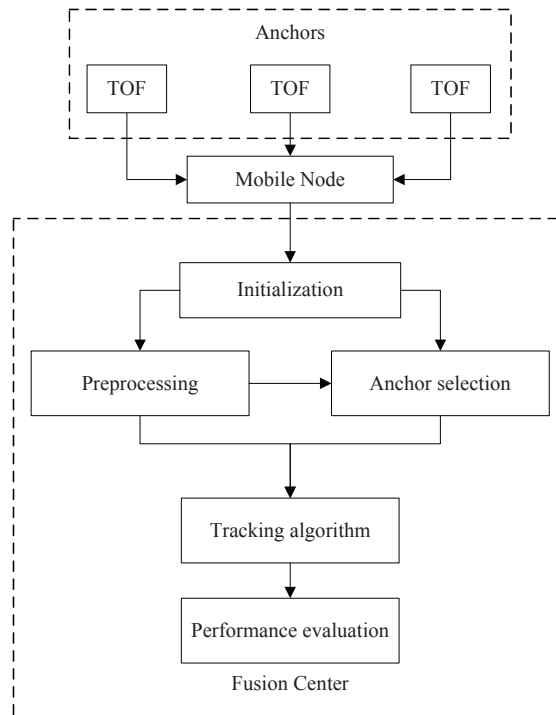 Anchors
TOF
TOF
TOF
Mobile Node
Initialization
Preprocessing
Anchor selection
Tracking algorithm
Performance evaluation
Fusion Center